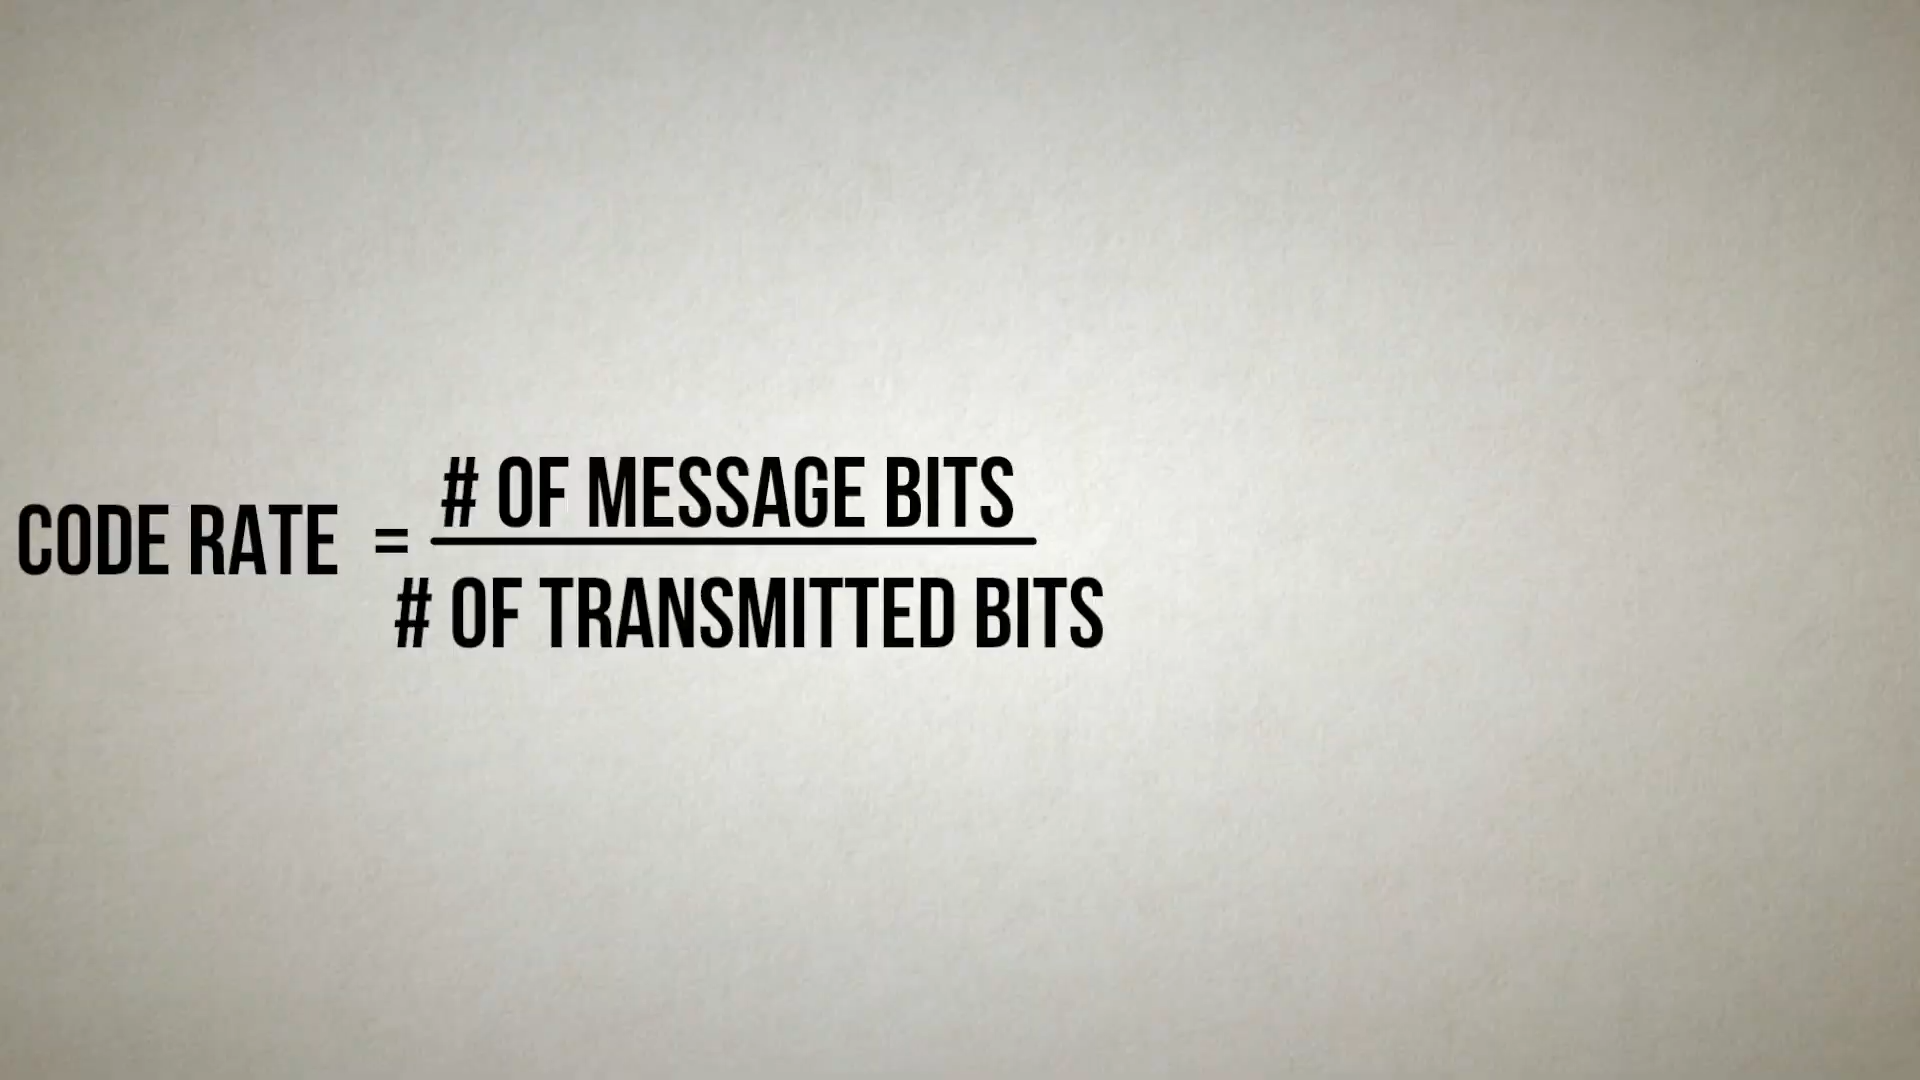 # OF MESSAGE BITS
CODE RATE =
# OF TRANSMITTED BITS